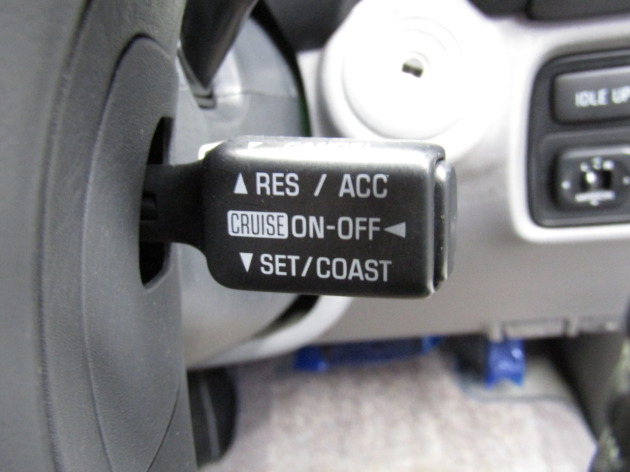 ▲ RES / ACC
CRUISE ON-OFF ◄
▼ SET/COAST
IDLE UP